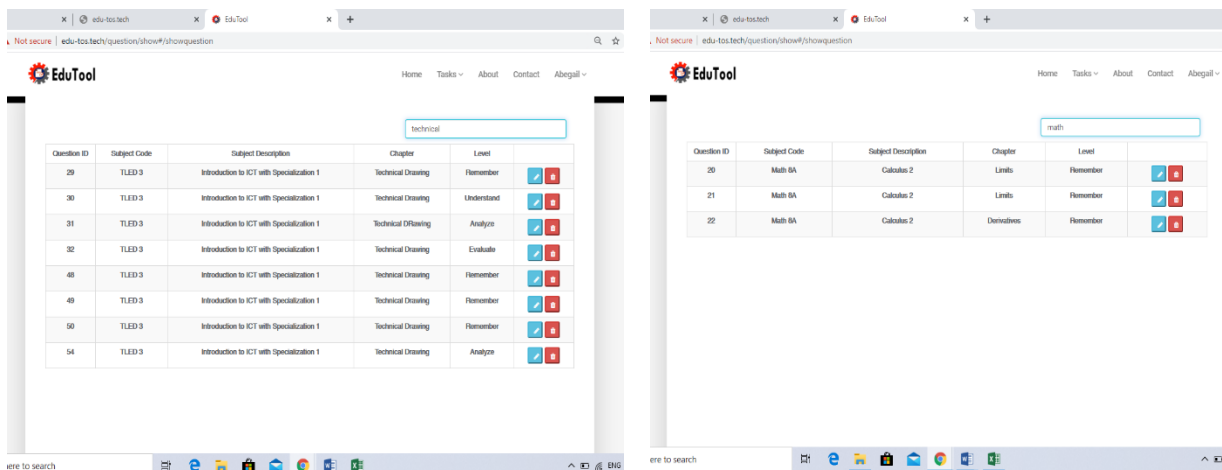 edu-tos.tech EduTool
Not secure edu-tos.tech/question/show#/showquestion
EduTool Home Tasks About Contact Abegail
technical
Question ID Subject Code Subject Description Chapter Level
29 TLED 3 Introduction to ICT with Specialization 1 Technical Drawing Remember
30 TLED 3 Introduction to ICT with Specialization 1 Technical Drawing Understand
31 TLED 3 Introduction to ICT with Specialization 1 Technical DRawing Analyze
32 TLED 3 Introduction to ICT with Specialization 1 Technical Drawing Evaluate
48 TLED 3 Introduction to ICT with Specialization 1 Technical Drawing Remember
49 TLED 3 Introduction to ICT with Specialization 1 Technical Drawing Remember
50 TLED 3 Introduction to ICT with Specialization 1 Technical Drawing Remember
54 TLED 3 Introduction to ICT with Specialization 1 Technical Drawing Analyze
ere to search ENG
edu-tos.tech EduTool
Not secure edu-tos.tech/question/show#/showquestion
EduTool Home Tasks About Contact Abegail
math
Question ID Subject Code Subject Description Chapter Level
20 Math 8A Calculus 2 Limits Remember
21 Math 8A Calculus 2 Limits Remember
22 Math 8A Calculus 2 Derivatives Remember
ere to search